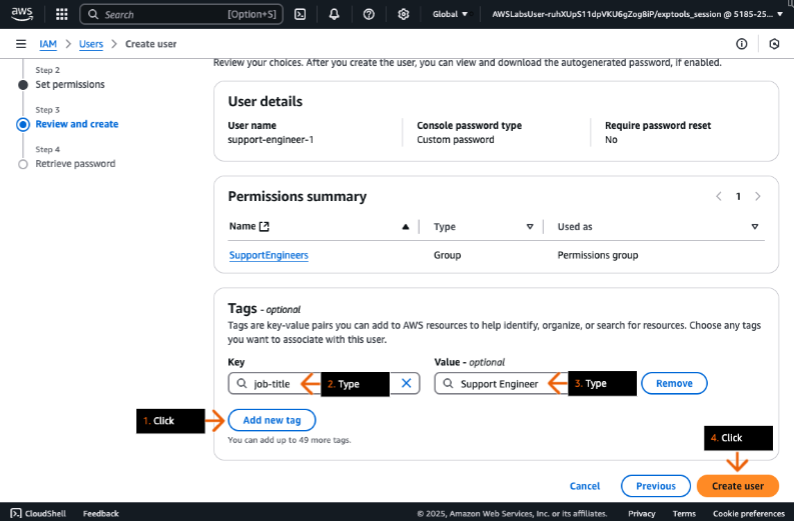 aws
Search [Option+S]
Global
AWSLabsUser-ruhXUpS11dpVKU6gZog8iP/exptools_session @ 5185-25...
IAM > Users > Create user
Step 2
Set permissions
Step 3
Review and create
Step 4
Retrieve password
Review your choices. After you create the user, you can view and download the autogenerated password, if enabled.
User details
User name
support-engineer-1
Console password type
Custom password
Require password reset
No
Permissions summary
1
Name Type Used as
SupportEngineers Group Permissions group
Tags - optional
Tags are key-value pairs you can add to AWS resources to help identify, organize, or search for resources. Choose any tags
you want to associate with this user.
Key
Value - optional
job-title
2. Type
Support Engineer
3. Type
Remove
1. Click
Add new tag
You can add up to 49 more tags.
4. Click
Cancel
Previous
Create user
CloudShell Feedback
© 2025, Amazon Web Services, Inc. or its affiliates. Privacy Terms Cookie preferences